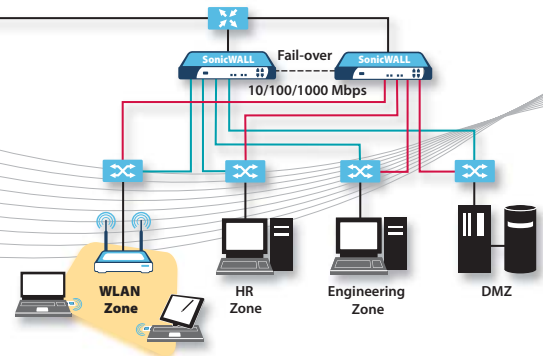 SonicWALL
Fail-over
SonicWALL
10/100/1000 Mbps
WLAN
Zone
HR
Zone
Engineering
Zone
DMZ